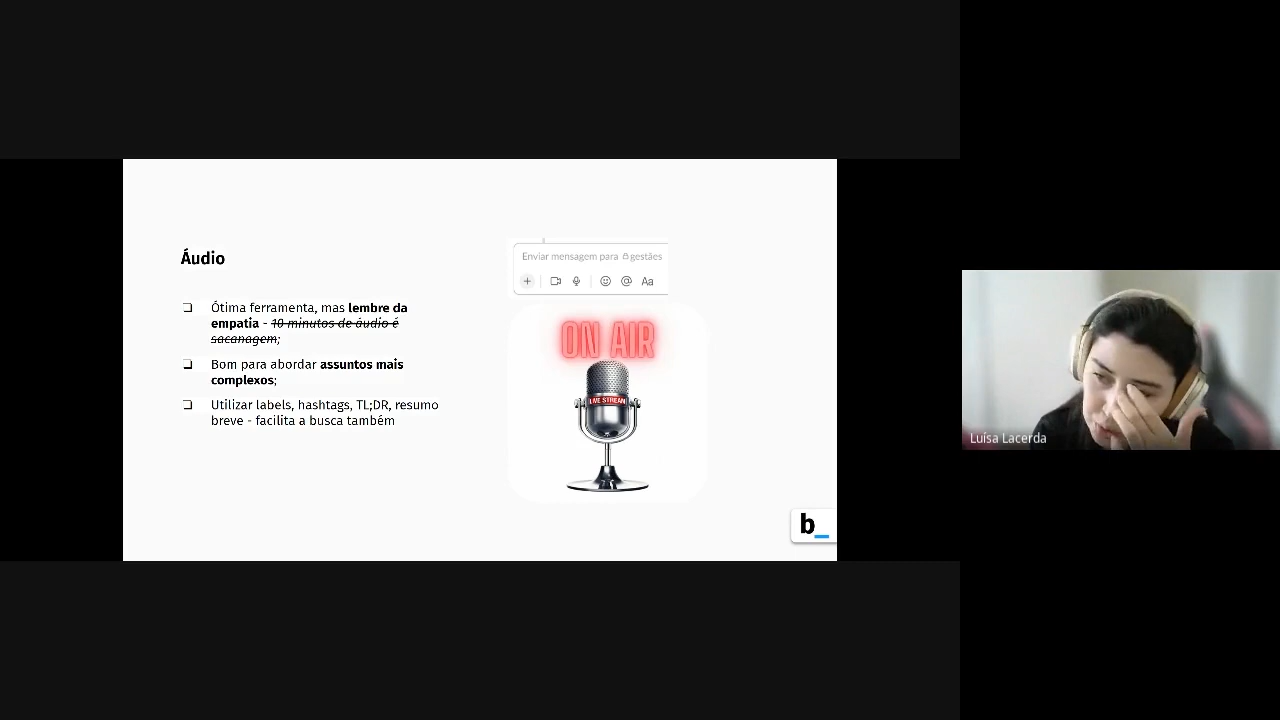 Áudio
❏ Ótima ferramenta, mas lembre da
empatia - 10 minutos de áudio é
sacanagem;
❏ Bom para abordar assuntos mais
complexos;
❏ Utilizar labels, hashtags, TL;DR, resumo
breve - facilita a busca também
Enviar mensagem para gestões
Aa
ON AIR
LIVE STREAM
b_
Luísa Lacerda